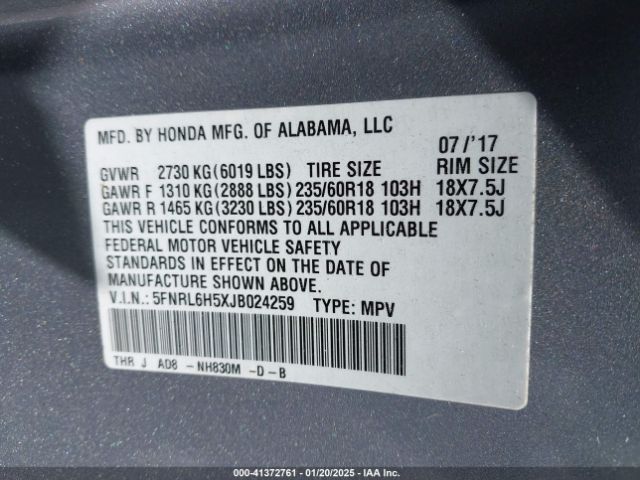 MFD. BY HONDA MFG. OF ALABAMA, LLC 07/'17
GVWR 2730 KG(6019 LBS) TIRE SIZE RIM SIZE
GAWR F 1310 KG(2888 LBS)235/60R18 103H 18X7.5J
GAWR R 1465 KG(3230 LBS)235/60R18 103H 18X7.5J
THIS VEHICLE CONFORMS TO ALL APPLICABLE
FEDERAL MOTOR VEHICLE SAFETY
STANDARDS IN EFFECT ON THE DATE OF
MANUFACTURE SHOWN ABOVE.
V.I.N.: 5FNRL6H5XJB024259 TYPE: MPV
THR J AD8 -NH830M -D-B
00-41372761 - 01/20/2025 - IAA Inc.